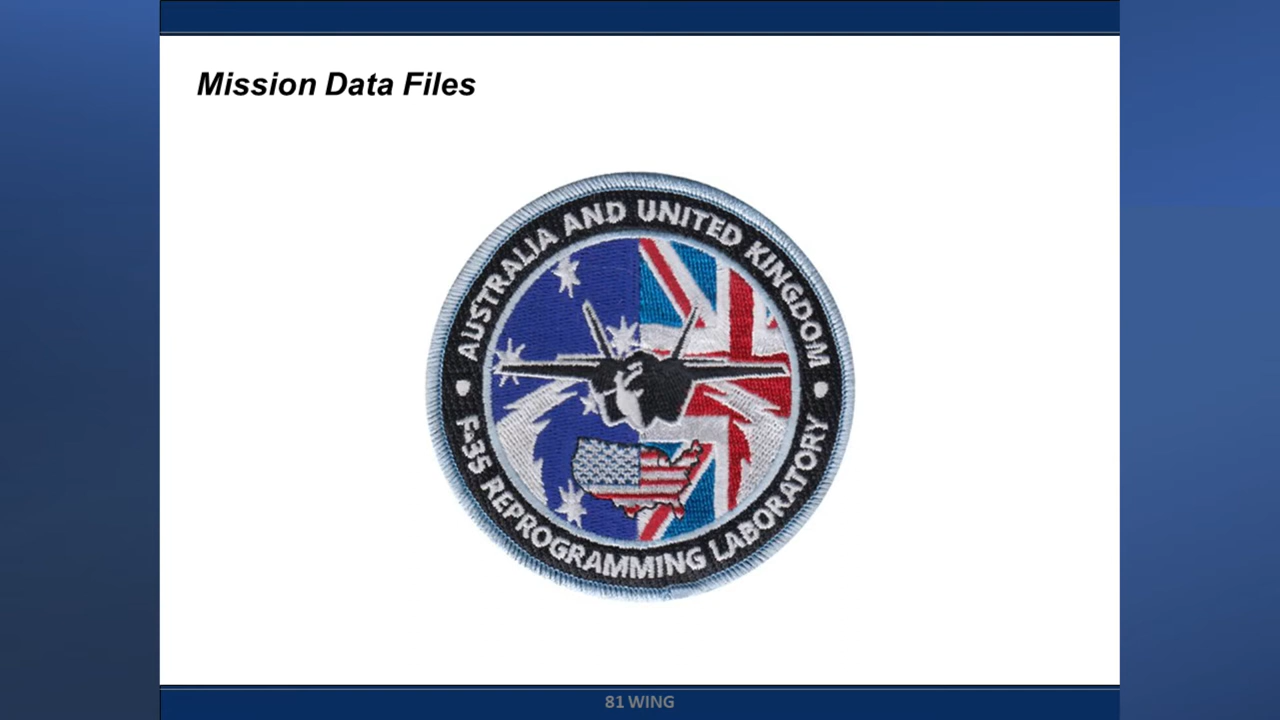 Mission Data Files
AUSTRALIA AND UNITED KINGDOM
F-35 REPROGRAMMING LABORATORY
81 WING